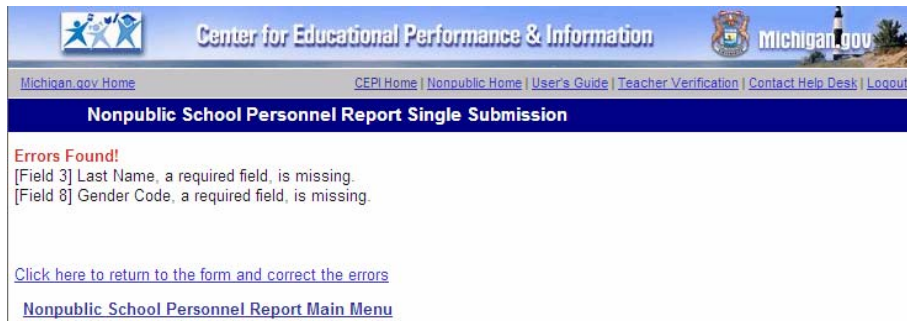 Center for Educational Performance & Information
Michigan.gov
Michigan.gov Home
CEPI Home | Nonpublic Home | User's Guide | Teacher Verification | Contact Help Desk | Logout
Nonpublic School Personnel Report Single Submission
Errors Found!
[Field 3] Last Name, a required field, is missing.
[Field 8] Gender Code, a required field, is missing.
Click here to return to the form and correct the errors
Nonpublic School Personnel Report Main Menu